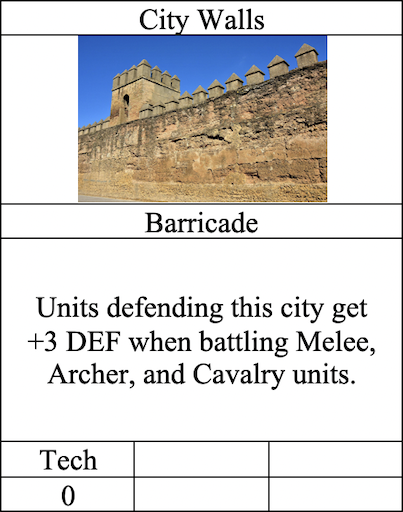 City Walls
Barricade
Units defending this city get
+3 DEF when battling Melee,
Archer, and Cavalry units.
Tech
0